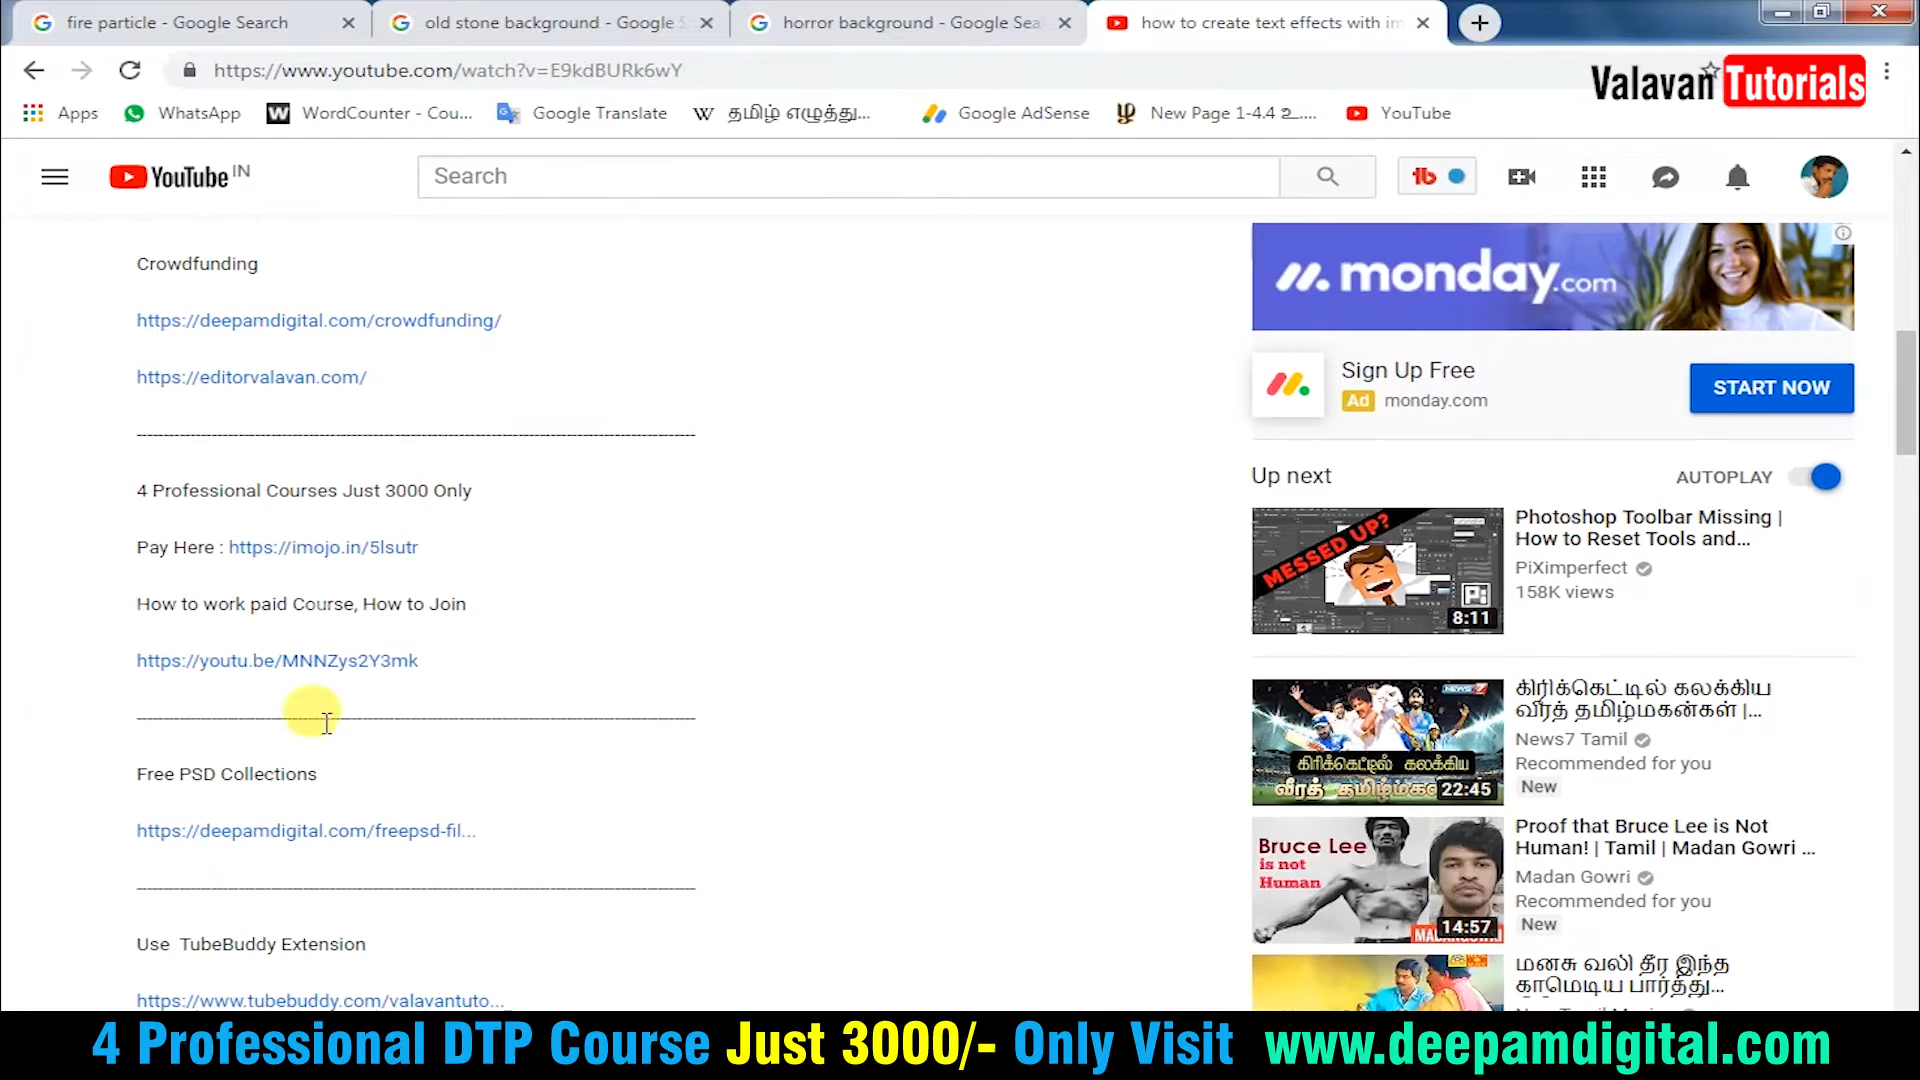 fire particle - Google Search
old stone background - Google S
horror background - Google Sea
how to create text effects with im
https://www.youtube.com/watch?v=E9kdBURk6wY
Valavan Tutorials
Apps
WhatsApp
WordCounter - Cou...
Google Translate
தமிழ் எழுத்து...
Google AdSense
New Page 1-4.4 உ....
YouTube
YouTube IN
Search
Crowdfunding
https://deepamdigital.com/crowdfunding/
https://editorvalavan.com/
4 Professional Courses Just 3000 Only
Pay Here : https://imojo.in/5lsutr
How to work paid Course, How to Join
https://youtu.be/MNNZys2Y3mk
Free PSD Collections
https://deepamdigital.com/freepsd-fil...
Use TubeBuddy Extension
https://www.tubebuddy.com/valavantuto...
monday.com
Sign Up Free
Ad monday.com
START NOW
Up next
AUTOPLAY
MESSED UP?
8:11
Photoshop Toolbar Missing |
How to Reset Tools and...
PiXimperfect
158K views
NEWS7
கிரிக்கெட்டில் கலக்கிய
வீரத் தமிழ்மக
22:45
கிரிக்கெட்டில் கலக்கிய
வீரத் தமிழ்மகன்கள் |...
News7 Tamil
Recommended for you
New
Bruce Lee
is not
Human
14:57
Proof that Bruce Lee is Not
Human! | Tamil | Madan Gowri ...
Madan Gowri
Recommended for you
New
மனசு வலி தீர இந்த
காமெடிய பார்த்து...
4 Professional DTP Course Just 3000/- Only Visit www.deepamdigital.com